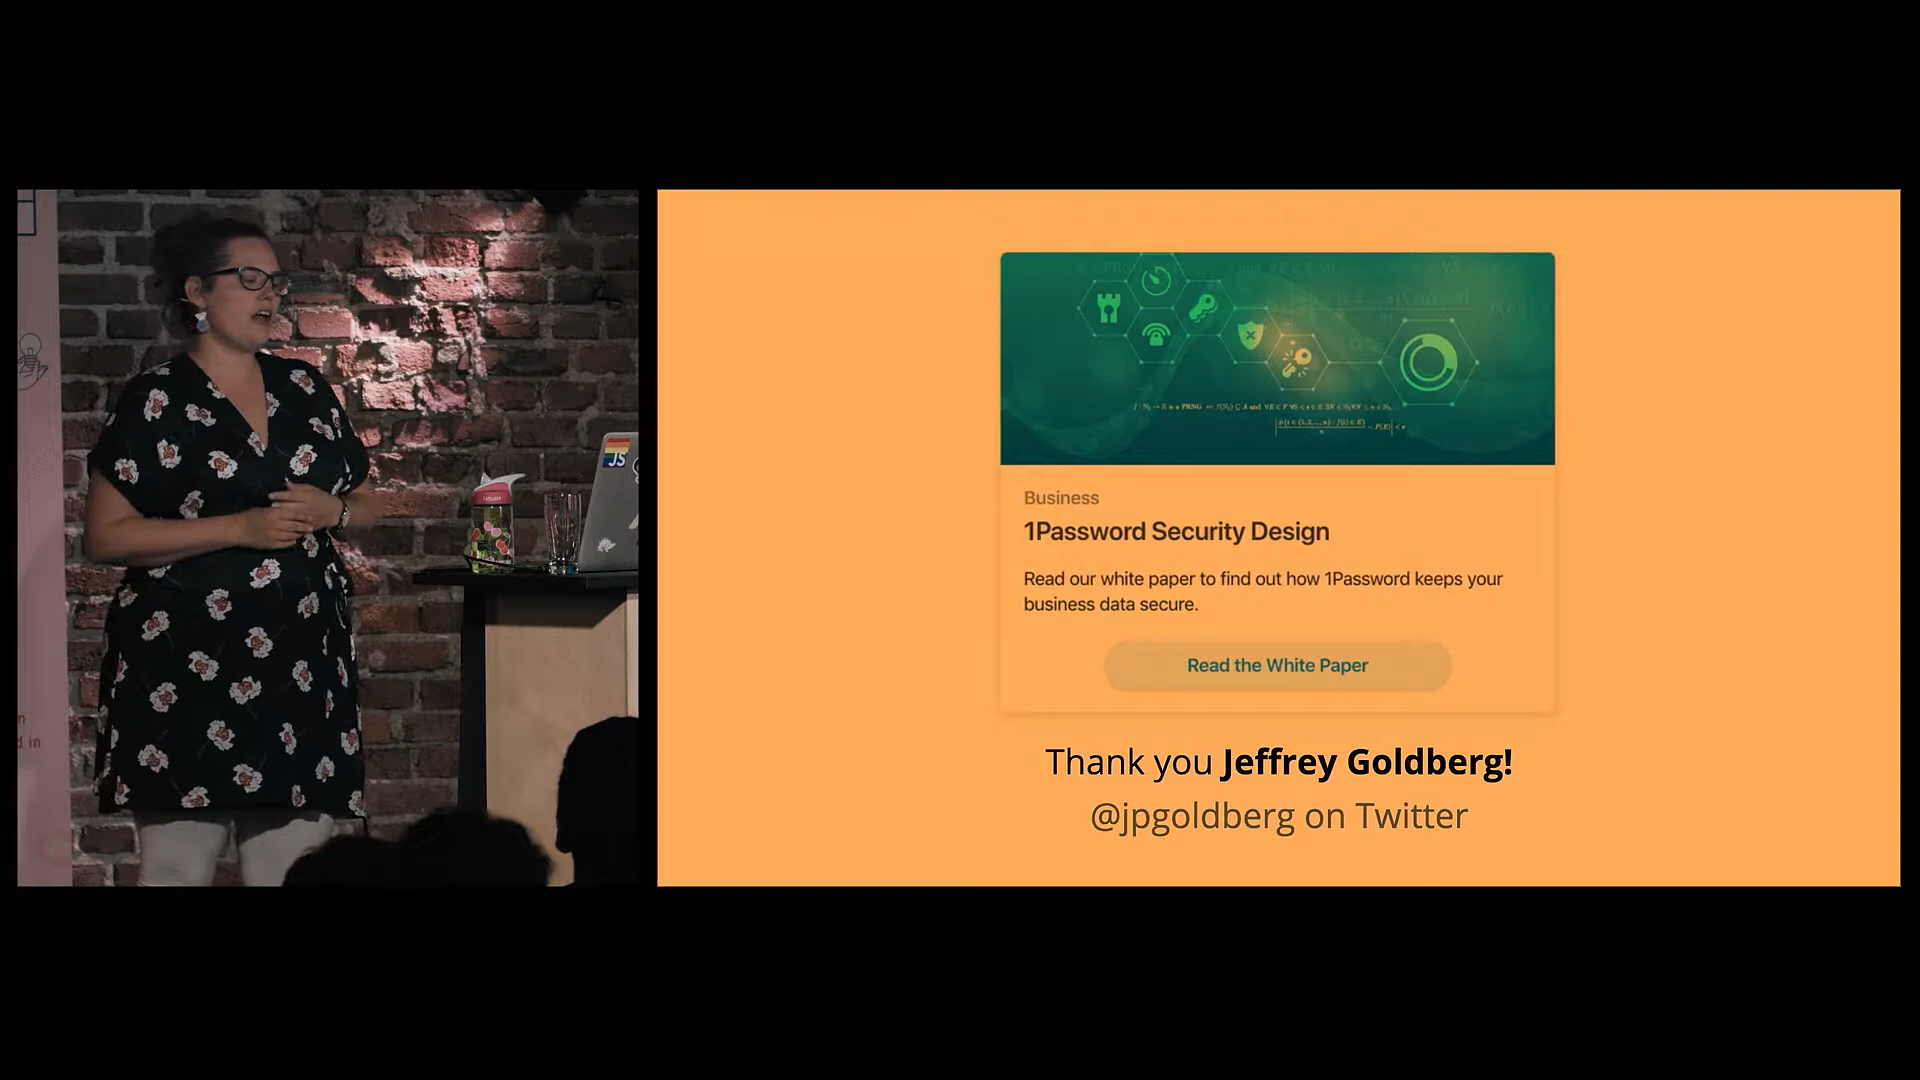 JS
Business
1Password Security Design
Read our white paper to find out how 1Password keeps your
business data secure.
Read the White Paper
Thank you Jeffrey Goldberg!
@jpgoldberg on Twitter